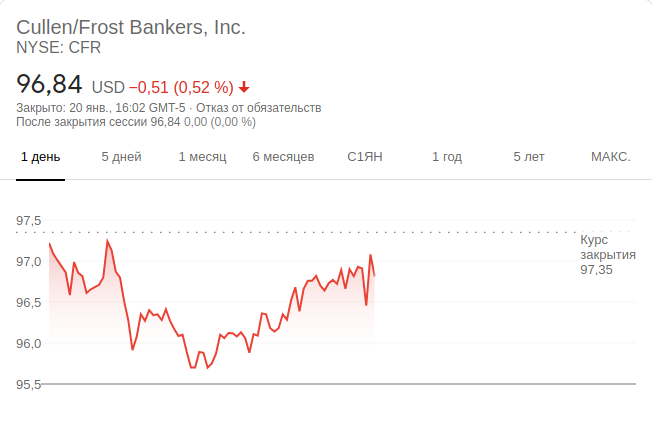 Cullen/Frost Bankers, Inc.
NYSE: CFR
96,84 USD −0,51 (0,52 %)
Закрыто: 20 янв., 16:02 GMT-5 · Отказ от обязательств
После закрытия сессии 96,84 0,00 (0,00 %)
1 день 5 дней 1 месяц 6 месяцев С1ЯН 1 год 5 лет МАКС.
97,5
Курс
закрытия
97,35
97,0
96,5
96,0
95,5